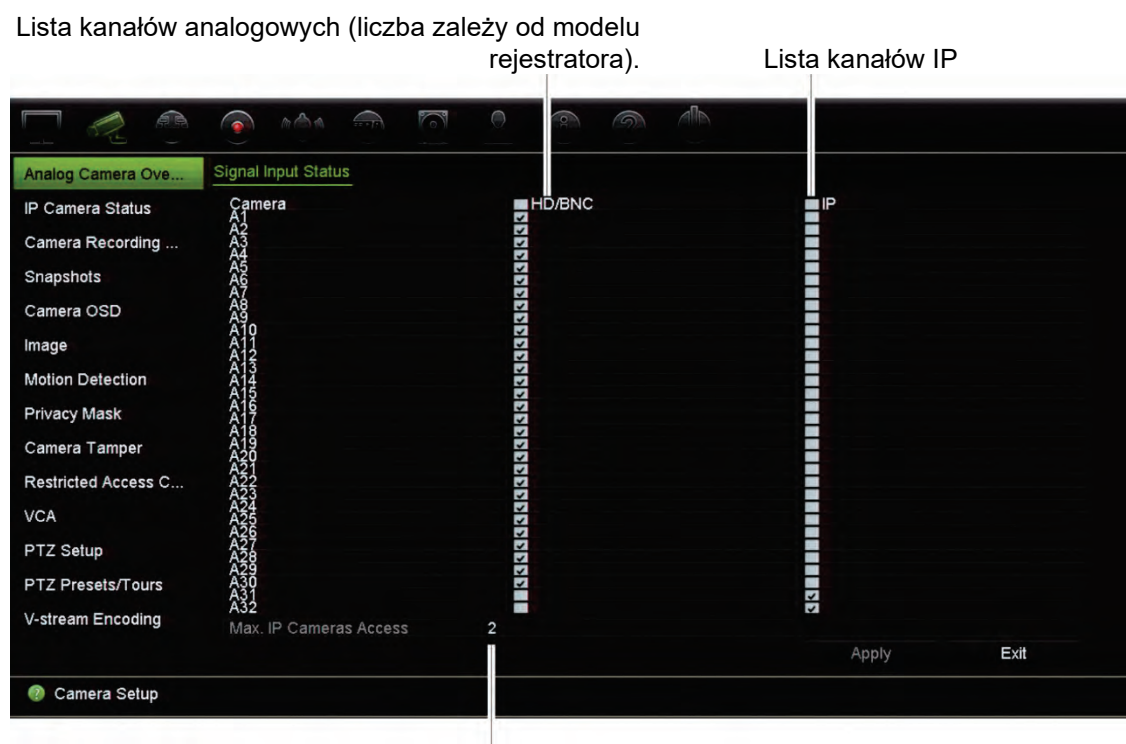 Lista kanałów analogowych (liczba zależy od modelu
rejestratora).
Lista kanałów IP
Analog Camera Ove...
Signal Input Status
IP Camera Status
Camera Recording ...
Snapshots
Camera OSD
Image
Motion Detection
Privacy Mask
Camera Tamper
Restricted Access C...
VCA
PTZ Setup
PTZ Presets/Tours
V-stream Encoding
Camera HD/BNC IP
A1
A2
A3
A4
A5
A6
A7
A8
A9
A10
A11
A12
A13
A14
A15
A16
A17
A18
A19
A20
A21
A22
A23
A24
A25
A26
A27
A28
A29
A30
A31
A32
Max. IP Cameras Access 2
Apply Exit
Camera Setup